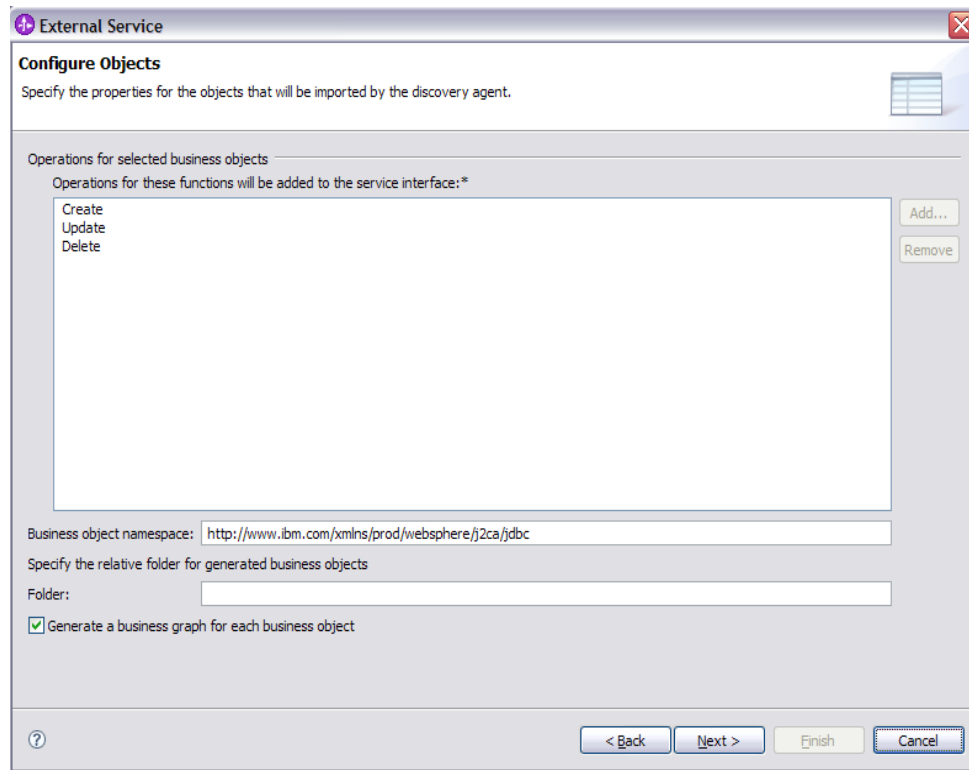 External Service
Configure Objects
Specify the properties for the objects that will be imported by the discovery agent.
Operations for selected business objects
Operations for these functions will be added to the service interface:*
Create
Update
Delete
Add...
Remove
Business object namespace: http://www.ibm.com/xmlns/prod/websphere/j2ca/jdbc
Specify the relative folder for generated business objects
Folder:
Generate a business graph for each business object
? < Back Next > Finish Cancel